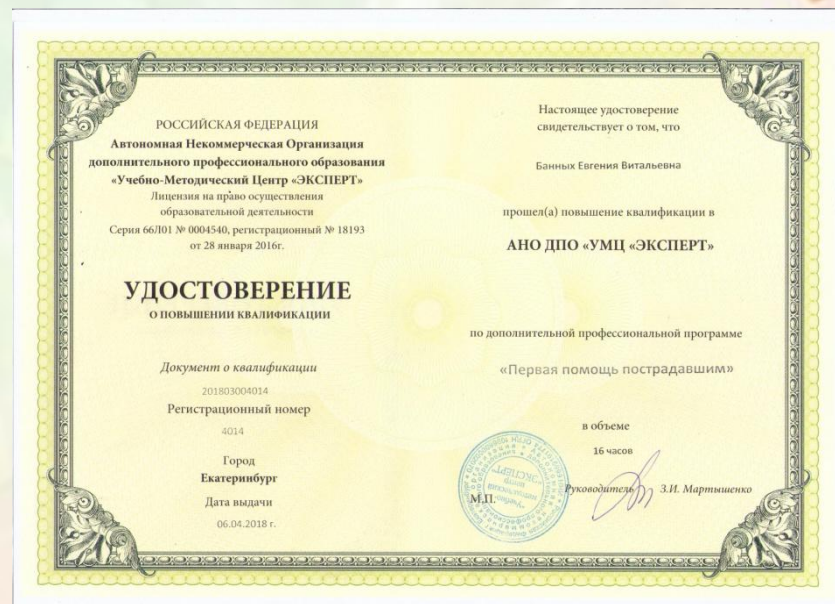 РОССИЙСКАЯ ФЕДЕРАЦИЯ
Автономная Некоммерческая Организация
дополнительного профессионального образования
«Учебно-Методический Центр «ЭКСПЕРТ»
Лицензия на право осуществления
образовательной деятельности
Серия 66Л01 № 0004540, регистрационный № 18193
от 28 января 2016г.
УДОСТОВЕРЕНИЕ
О ПОВЫШЕНИИ КВАЛИФИКАЦИИ
Документ о квалификации
201803004014
Регистрационный номер
4014
Город
Екатеринбург
Дата выдачи
06.04.2018 г.
Настоящее удостоверение
свидетельствует о том, что
Банных Евгения Витальевна
прошел(а) повышение квалификации в
АНО ДПО «УМЦ «ЭКСПЕРТ»
по дополнительной профессиональной программе
«Первая помощь пострадавшим»
в объеме
16 часов
М.П. Руководитель З.И. Мартышенко